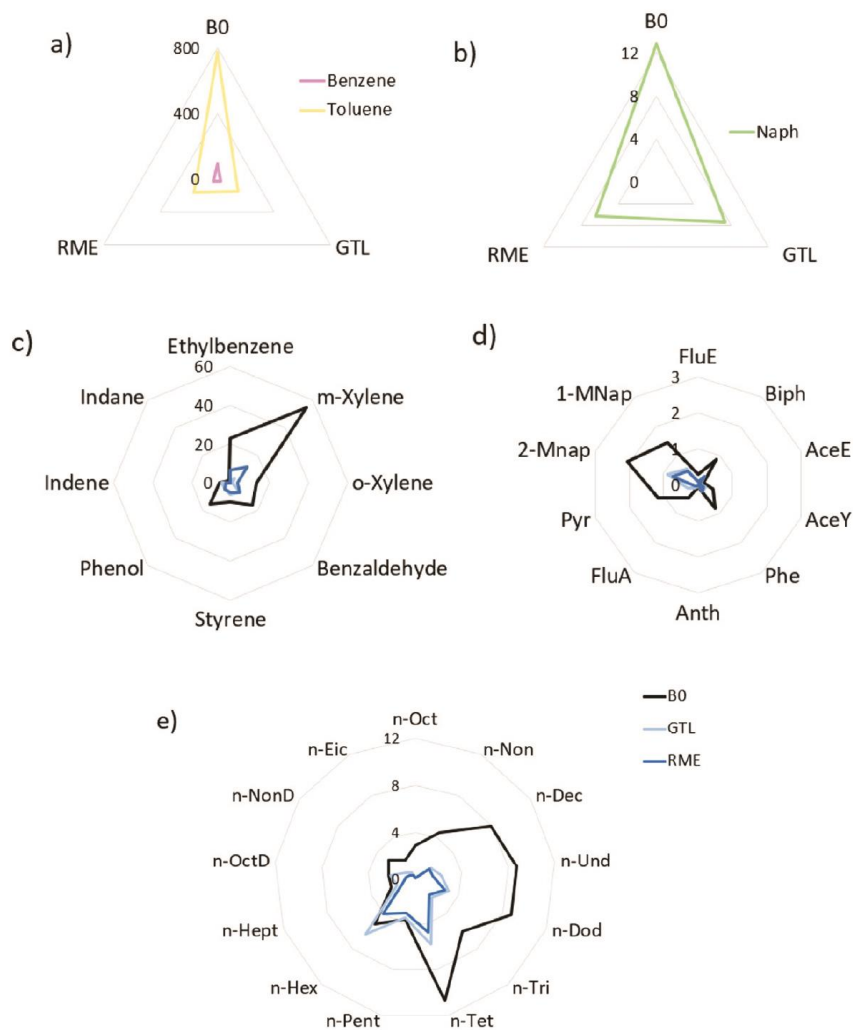 a)
B0
800
400
0
RME
GTL
Benzene
Toluene
b)
B0
12
8
4
0
RME
GTL
Naph
c)
Ethylbenzene
60
40
20
0
Indane
m-Xylene
Indene
o-Xylene
Phenol
Benzaldehyde
Styrene
d)
FluE
3
2
1
0
1-MNap
Biph
2-Mnap
AceE
Pyr
AceY
FluA
Phe
Anth
e)
B0
GTL
RME
n-Oct
12
8
4
0
n-Eic
n-Non
n-NonD
n-Dec
n-OctD
n-Und
n-Hept
n-Dod
n-Hex
n-Tri
n-Pent
n-Tet